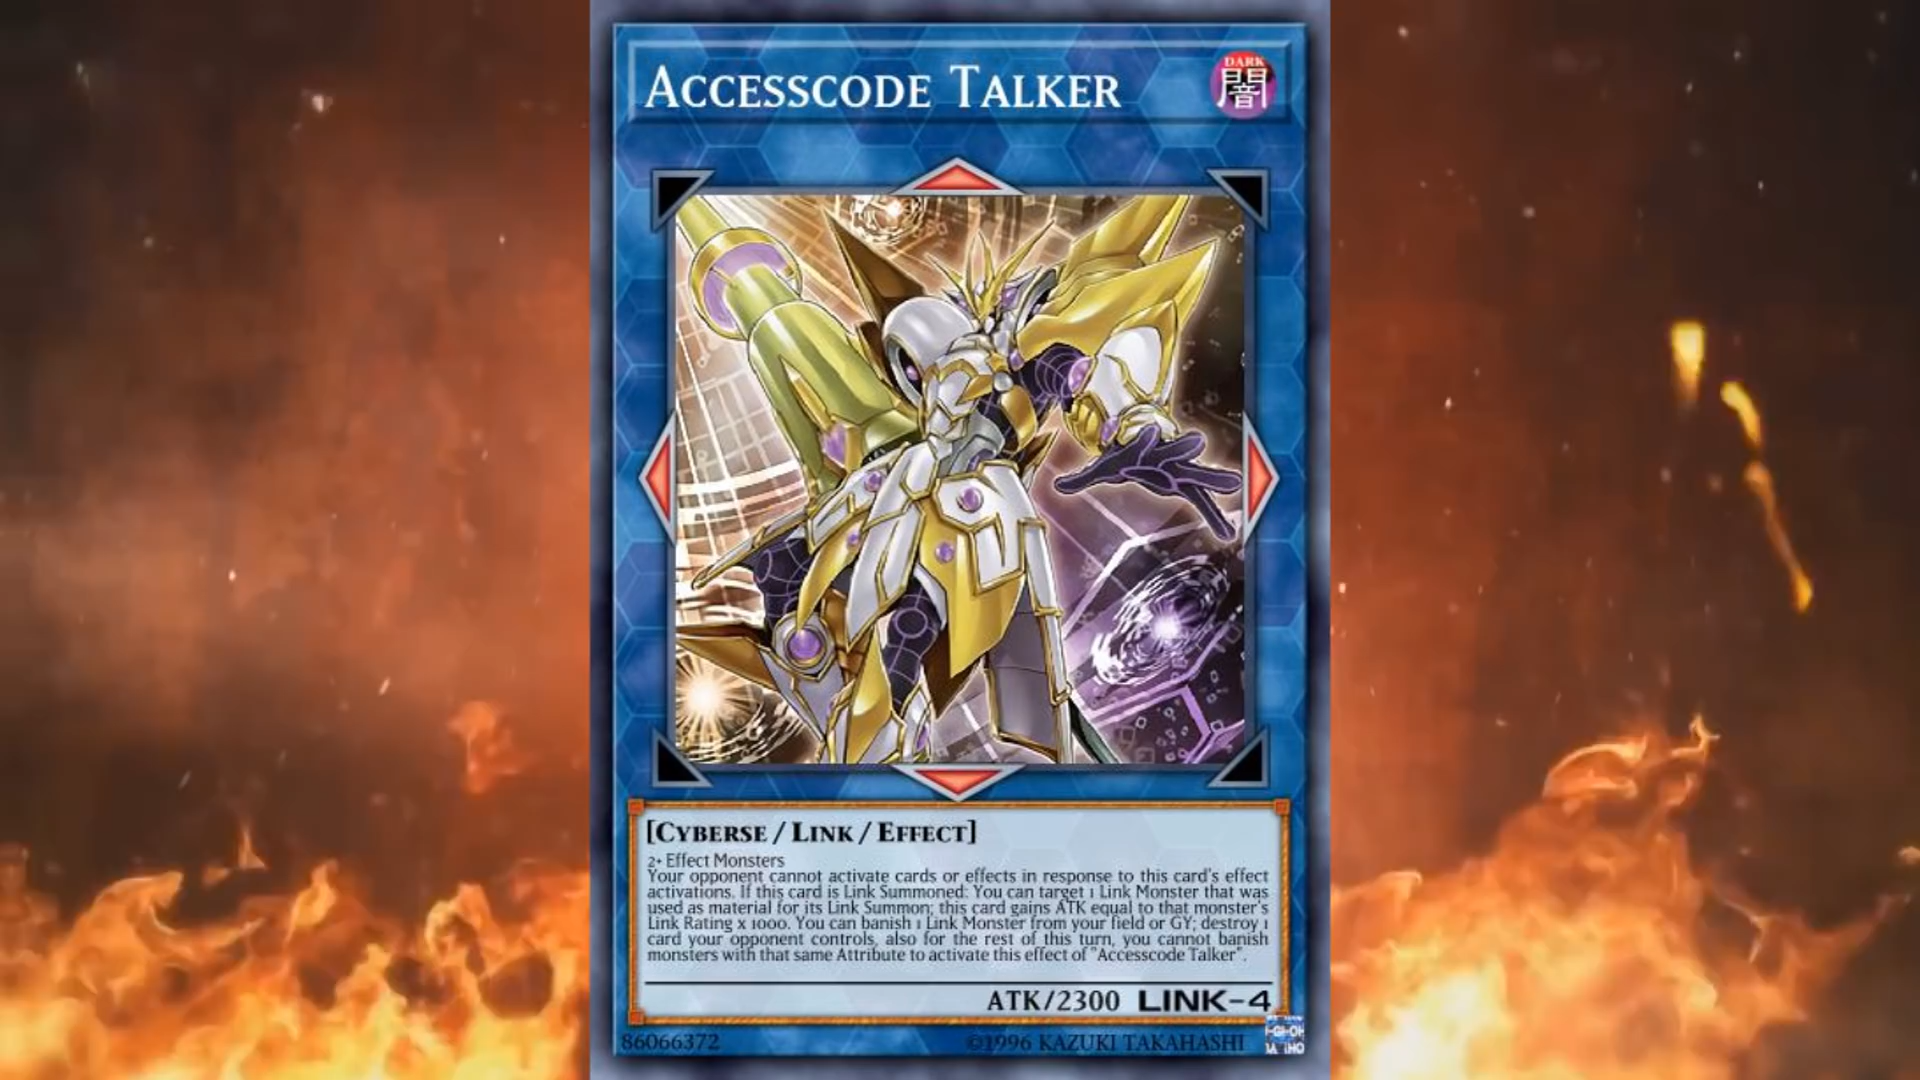 ACCESSCODE TALKER
DARK
闇
[CYBERSE / LINK / EFFECT]
2+ Effect Monsters
Your opponent cannot activate cards or effects in response to this card's effect
activations. If this card is Link Summoned: You can target 1 Link Monster that was
used as material for its Link Summon; this card gains ATK equal to that monster's
Link Rating x 1000. You can banish 1 Link Monster from your field or GY; destroy 1
card your opponent controls, also for the rest of this turn, you cannot banish
monsters with that same Attribute to activate this effect of "Accesscode Talker".
ATK/2300 LINK-4
86066372 ©1996 KAZUKI TAKAHASHI